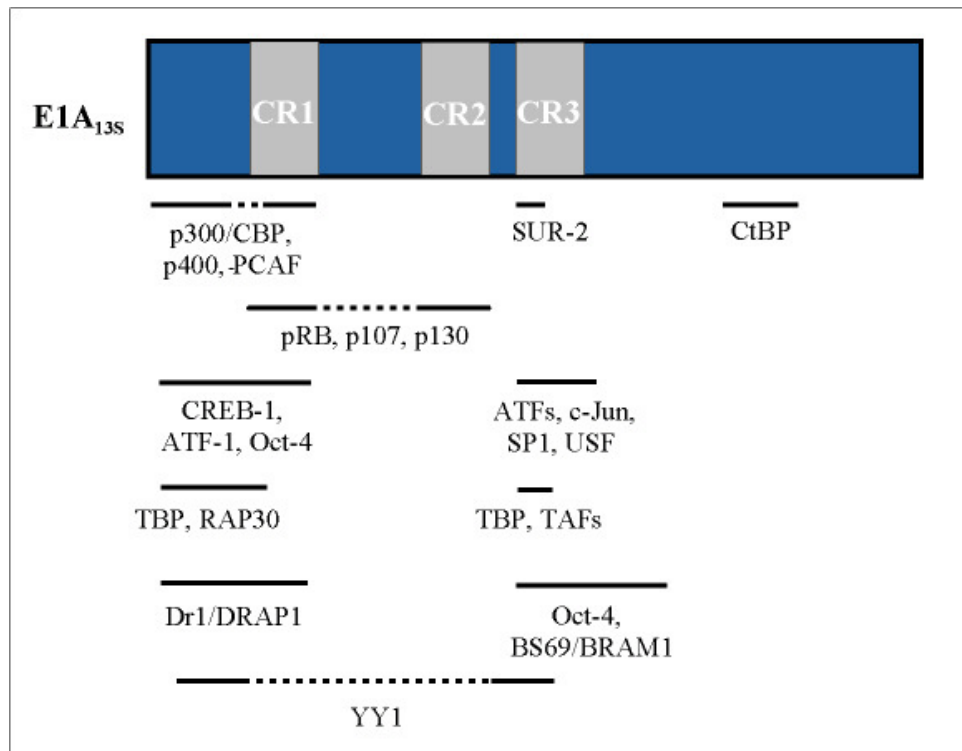 E1A13S
CR1 CR2 CR3
p300/CBP,
p400,-PCAF
SUR-2
CtBP
pRB, p107, p130
CREB-1,
ATF-1, Oct-4
ATFs, c-Jun,
SP1, USF
TBP, RAP30
TBP, TAFs
Dr1/DRAP1
Oct-4,
BS69/BRAM1
YY1